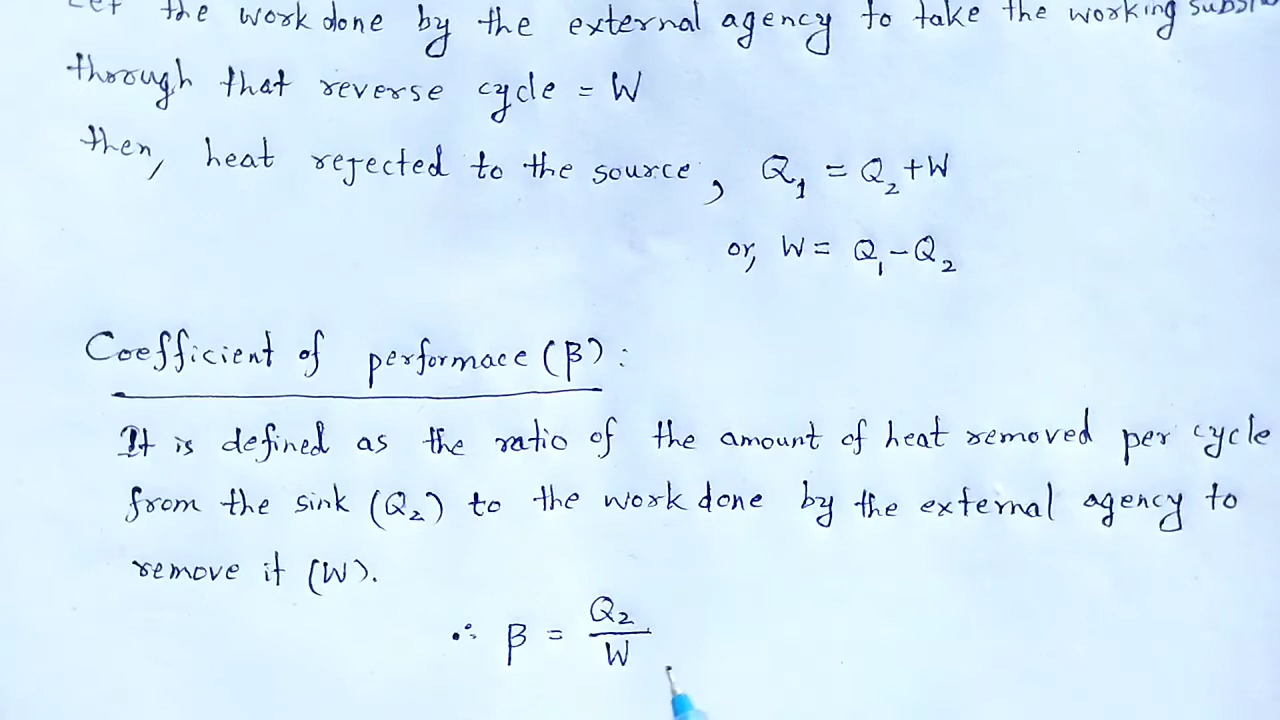 Let the work done by the external agency to take the working
through that reverse cycle = W
then, heat rejected to the source, Q₁ = Q₂+W
or, W = Q₁-Q₂
Coefficient of performace (β):
It is defined as the ratio of the amount of heat removed per cycle
from the sink (Q₂) to the work done by the external agency to
remove it (W).
∴ β = Q₂/W